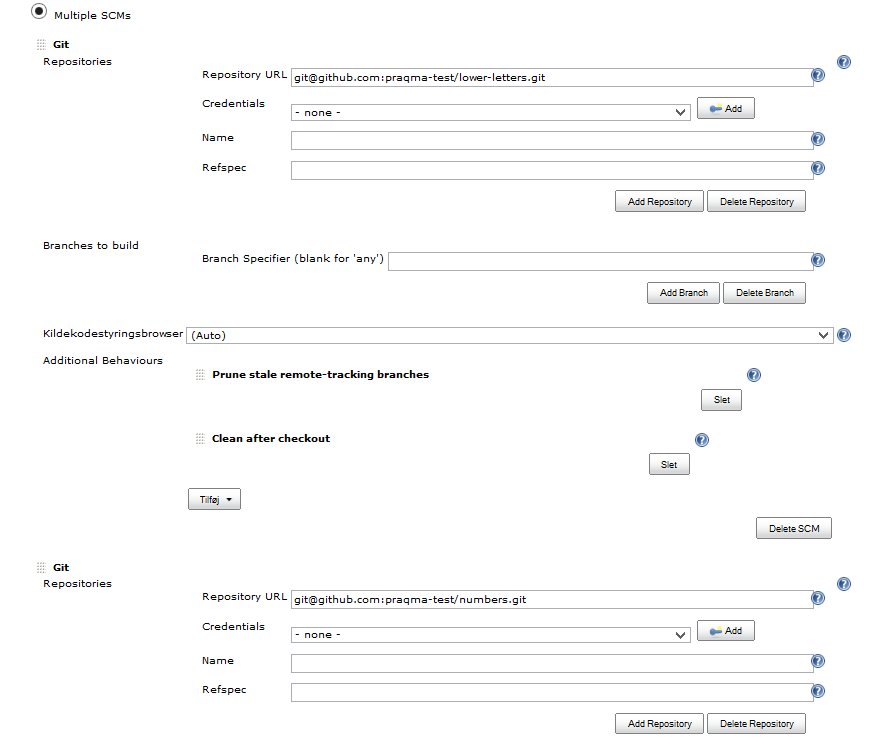 Multiple SCMs
Git
Repositories
Repository URL git@github.com:praqma-test/lower-letters.git
Credentials - none - Add
Name
Refspec
Add Repository Delete Repository
Branches to build
Branch Specifier (blank for 'any')
Add Branch Delete Branch
Kildekodestyringsbrowser (Auto)
Additional Behaviours
Prune stale remote-tracking branches
Slet
Clean after checkout
Slet
Tilføj
Delete SCM
Git
Repositories
Repository URL git@github.com:praqma-test/numbers.git
Credentials - none - Add
Name
Refspec
Add Repository Delete Repository